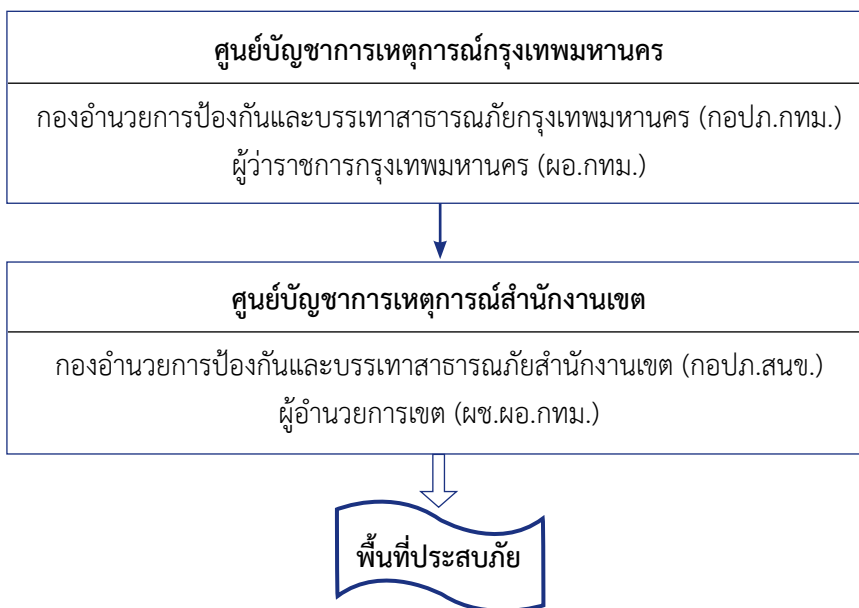 ศูนย์บัญชาการเหตุการณ์กรุงเทพมหานคร
กองอำนวยการป้องกันและบรรเทาสาธารณภัยกรุงเทพมหานคร (กอปภ.กทม.)
ผู้ว่าราชการกรุงเทพมหานคร (ผอ.กทม.)
ศูนย์บัญชาการเหตุการณ์สำนักงานเขต
กองอำนวยการป้องกันและบรรเทาสาธารณภัยสำนักงานเขต (กอปภ.สนข.)
ผู้อำนวยการเขต (ผช.ผอ.กทม.)
พื้นที่ประสบภัย